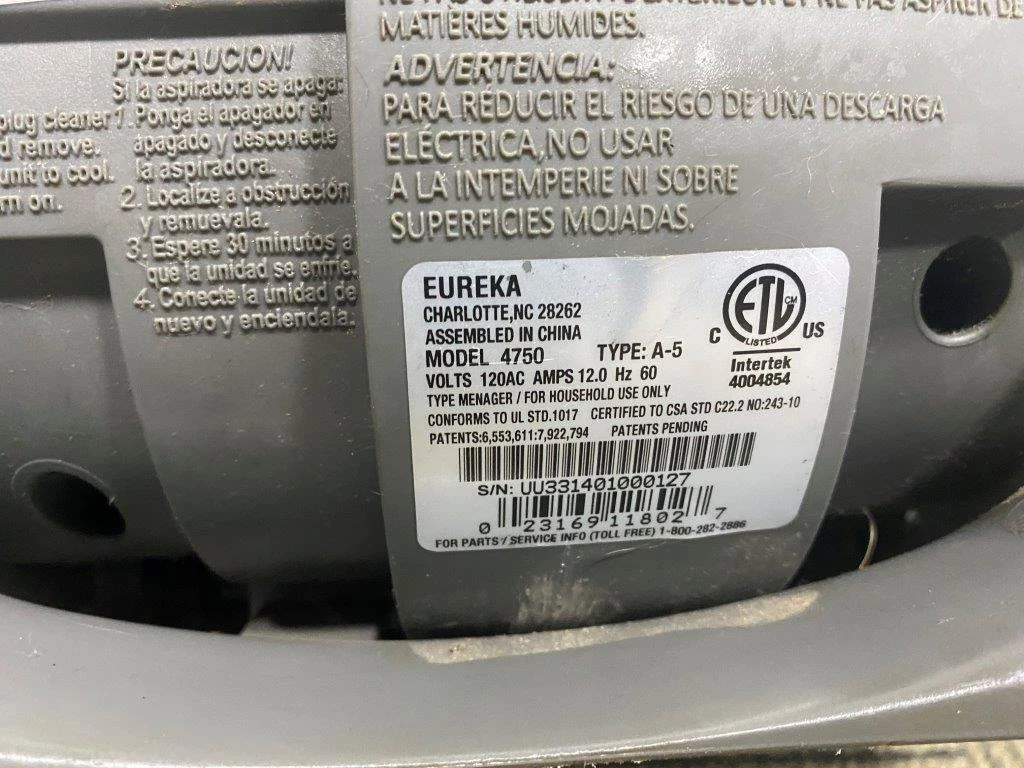 MATIÈRES HUMIDES.
ADVERTENCIA:
PARA RÉDUCIR EL RIESGO DE UNA DESCARGA
ELÉCTRICA,NO USAR
A LA INTEMPERIE NI SOBRE
SUPERFICIES MOJADAS.
PRECAUCION!
Si la aspiradora se apaga:
1. Ponga el apagador en
apagado y desconecte
la aspiradora.
2. Localize a obstrucción
y remuevala.
3. Espere 30 minutos a
que la unidad se enfrie.
4. Conecte la unidad de
nuevo y enciendala.
plug cleaner
remove.
unit to cool.
on.
EUREKA
CHARLOTTE,NC 28262
ASSEMBLED IN CHINA
MODEL 4750 TYPE: A-5
VOLTS 120AC AMPS 12.0 Hz 60
TYPE MENAGER / FOR HOUSEHOLD USE ONLY
CONFORMS TO UL STD.1017 CERTIFIED TO CSA STD C22.2 NO:243-10
PATENTS:6,553,611:7,922,794 PATENTS PENDING
S/N: UU331401000127
0 23169 11802 7
FOR PARTS / SERVICE INFO (TOLL FREE) 1-800-282-2886
ETL CM
LISTED
C US
Intertek
4004854